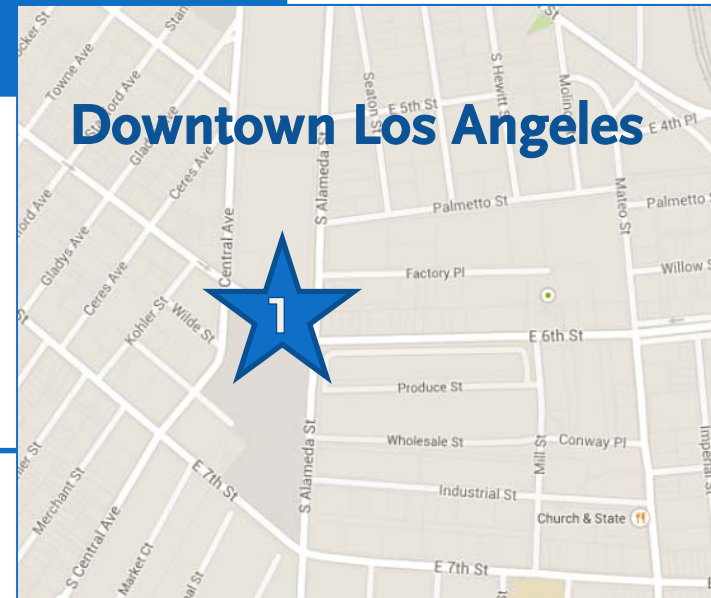 Stan
Towne Ave
Seaton St
S Hewitt S
E 5th St
E 4th Pl
Downtown Los Angeles
S Alameda St
Ceres Ave
Palmetto St
Mateo St
Palmetto S
Gladys Ave
Central Ave
Factory Pl
Willow S
Ceres Ave
1
Kohler St
Wilde St
E 6th St
Produce St
Wholesale St
Mill St
Conway Pl
S Alameda St
Imperial St
E 7th St
Industrial St
Merchant St
Church & State
S Central Ave
Market Ct
E 7th St